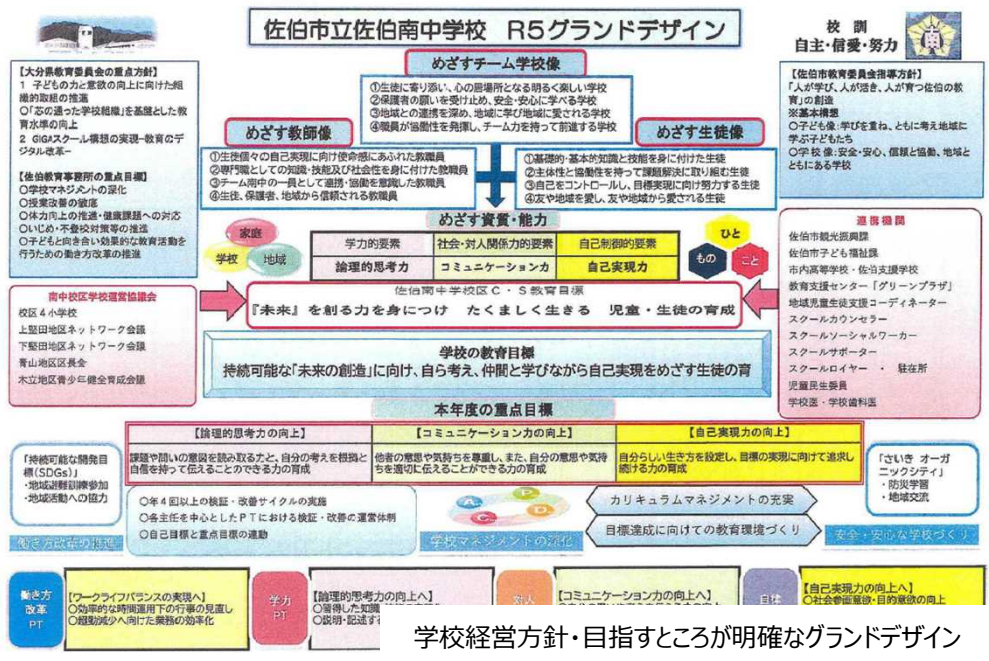 佐伯市立佐伯南中学校　R5グランドデザイン
校 訓
自主・信愛・努力
【大分県教育委員会の重点方針】
1 子どもの力と意欲の向上に向けた組
織的取組の推進
○「芯の通った学校組織」を基盤とした教
育水準の向上
2 GIGAスクール構想の実現−教育のデ
ジタル改革−
【佐伯教育事務所の重点目標】
○学校マネジメントの深化
○授業改善の徹底
○体力向上の推進・健康課題への対応
○いじめ・不登校対策等の推進
○子どもと向き合い効果的な教育活動を
行うための働き方改革の推進
めざすチーム学校像
①生徒に寄り添い、心の居場所となる明るく楽しい学校
②保護者の願いを受け止め、安全・安心に学べる学校
③地域との連携を深め、地域に学び地域に愛される学校
④職員が協働性を発揮し、チーム力を持って前進する学校
【佐伯市教育委員会指導方針】
「人が学び、人が活き、人が育つ佐伯の教
育」の創造
※基本構想
○子ども像:学びを重ね、ともに考え地域に
学ぶ子どもたち
○学校像:安全・安心、信頼と協働、地域と
ともにある学校
めざす教師像
①生徒個々の自己実現に向け使命感にあふれた教職員
②専門職としての知識・技能及び社会性を身に付けた教職員
③チーム南中の一員として連携・協働を意識した教職員
④生徒、保護者、地域から信頼される教職員
めざす生徒像
①基礎的・基本的知識と技能を身に付けた生徒
②主体性と協働性を持って課題解決に取り組む生徒
③自己をコントロールし、目標実現に向け努力する生徒
④友や地域を愛し、友や地域から愛される生徒
めざす資質・能力
家庭
学校
地域
学力的要素
社会・対人関係力的要素
自己制御的要素
論理的思考力
コミュニケーション力
自己実現力
ひと
もの
こと
南中校区学校運営協議会
校区４小学校
上堅田地区ネットワーク会議
下堅田地区ネットワーク会議
青山地区区長会
木立地区青少年健全育成会議
佐伯南中学校区C・S教育目標
『未来』を創る力を身につけ　たくましく生きる　児童・生徒の育成
学校の教育目標
持続可能な「未来の創造」に向け、自ら考え、仲間と学びながら自己実現をめざす生徒の育
連携機関
佐伯市観光振興課
佐伯市子ども福祉課
市内高等学校・佐伯支援学校
教育支援センター「グリーンプラザ」
地域児童生徒支援コーディネーター
スクールカウンセラー
スクールソーシャルワーカー
スクールサポーター
スクールロイヤー　・　駐在所
児童民生委員
学校医・学校歯科医
本年度の重点目標
【論理的思考力の向上】
課題や問いの意図を読み取る力と、自分の考えを根拠と
自信を持って伝えることのできる力の育成
【コミュニケーション力の向上】
他者の意思や気持ちを尊重し、また、自分の意思や気持
ちを適切に伝えることができる力の育成
【自己実現力の向上】
自分らしい生き方を設定し、目標の実現に向けて追求し
続ける力の育成
「持続可能な開発目
標(SDGs)」
・地域避難訓練参加
・地域活動への協力
○年４回以上の検証・改善サイクルの実施
○各主任を中心としたPTにおける検証・改善の運営体制
○自己目標と重点目標の連動
A
P
C
D
カリキュラムマネジメントの充実
目標達成に向けての教育環境づくり
「さいき オーガ
ニックシティ」
・防災学習
・地域交流
働き方改革の推進
学校マネジメントの深化
安全・安心な学校づくり
働き方
改革
PT
【ワークライフバランスの実現へ】
○効率的な時間運用下の行事の見直し
○超勤減少へ向けた業務の効率化
学力
PT
【論理的思考力の向上へ】
○習得した知識
○説明・記述する
対人
【コミュニケーション力の向上へ】
目標
【自己実現力の向上へ】
○社会参画意欲・目的意欲の向上
学校経営方針・目指すところが明確なグランドデザイン